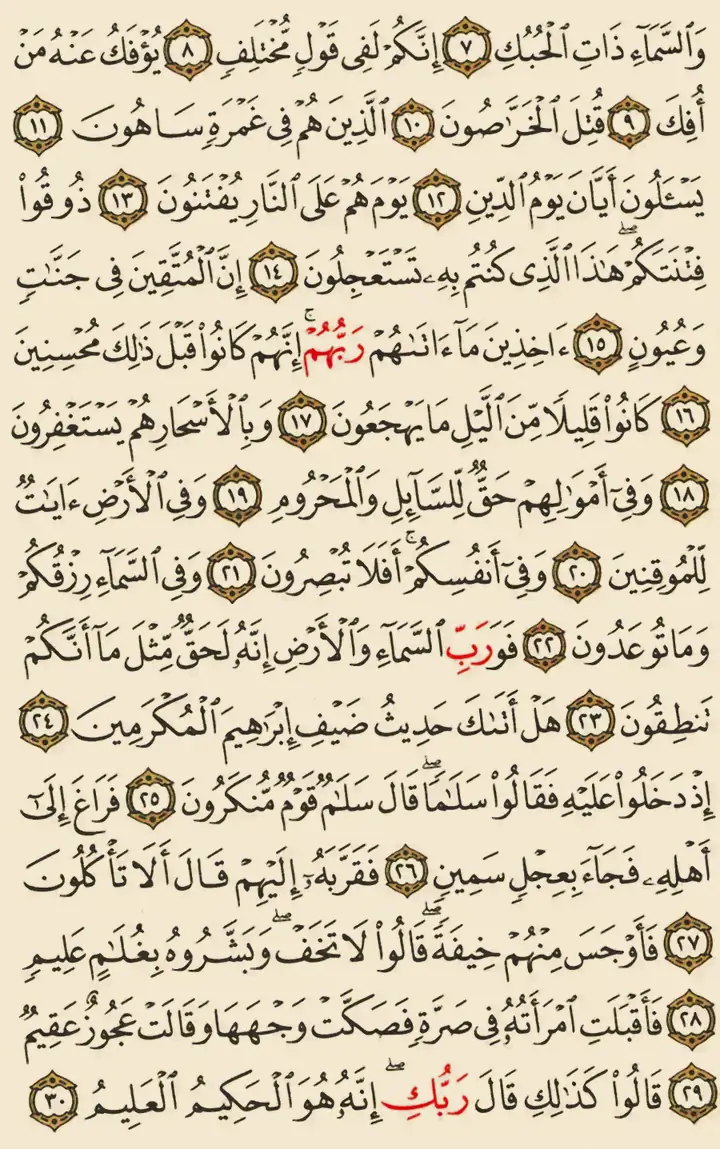 وَٱلسَّمَآءِ ذَاتِ ٱلْحُبُكِ ٧ إِنَّكُمْ لَفِى قَوْلٍ مُّخْتَلِفٍ ٨ يُؤْفَكُ عَنْهُ مَنْ
أُفِكَ ٩ قُتِلَ ٱلْخَرَّٰصُونَ ١٠ ٱلَّذِينَ هُمْ فِى غَمْرَةٍ سَاهُونَ ١١
يَسْـَٔلُونَ أَيَّانَ يَوْمُ ٱلدِّينِ ١٢ يَوْمَ هُمْ عَلَى ٱلنَّارِ يُفْتَنُونَ ١٣ ذُوقُوا۟
فِتْنَتَكُمْ ۖ هَٰذَا ٱلَّذِى كُنتُم بِهِۦ تَسْتَعْجِلُونَ ١٤ إِنَّ ٱلْمُتَّقِينَ فِى جَنَّٰتٍ
وَعُيُونٍ ١٥ ءَاخِذِينَ مَآ ءَاتَىٰهُمْ رَبُّهُمْ ۚ إِنَّهُمْ كَانُوا۟ قَبْلَ ذَٰلِكَ مُحْسِنِينَ
١٦ كَانُوا۟ قَلِيلًا مِّنَ ٱلَّيْلِ مَا يَهْجَعُونَ ١٧ وَبِٱلْأَسْحَارِ هُمْ يَسْتَغْفِرُونَ
١٨ وَفِىٓ أَمْوَٰلِهِمْ حَقٌّ لِّلسَّآئِلِ وَٱلْمَحْرُومِ ١٩ وَفِى ٱلْأَرْضِ ءَايَٰتٌ
لِّلْمُوقِنِينَ ٢٠ وَفِىٓ أَنفُسِكُمْ ۚ أَفَلَا تُبْصِرُونَ ٢١ وَفِى ٱلسَّمَآءِ رِزْقُكُمْ
وَمَا تُوعَدُونَ ٢٢ فَوَرَبِّ ٱلسَّمَآءِ وَٱلْأَرْضِ إِنَّهُۥ لَحَقٌّ مِّثْلَ مَآ أَنَّكُمْ
تَنطِقُونَ ٢٣ هَلْ أَتَىٰكَ حَدِيثُ ضَيْفِ إِبْرَٰهِيمَ ٱلْمُكْرَمِينَ ٢٤
إِذْ دَخَلُوا۟ عَلَيْهِ فَقَالُوا۟ سَلَٰمًا ۖ قَالَ سَلَٰمٌ قَوْمٌ مُّنكَرُونَ ٢٥ فَرَاغَ إِلَىٰٓ
أَهْلِهِۦ فَجَآءَ بِعِجْلٍ سَمِينٍ ٢٦ فَقَرَّبَهُۥٓ إِلَيْهِمْ قَالَ أَلَا تَأْكُلُونَ
٢٧ فَأَوْجَسَ مِنْهُمْ خِيفَةً ۖ قَالُوا۟ لَا تَخَفْ ۖ وَبَشَّرُوهُ بِغُلَٰمٍ عَلِيمٍ
٢٨ فَأَقْبَلَتِ ٱمْرَأَتُهُۥ فِى صَرَّةٍ فَصَكَّتْ وَجْهَهَا وَقَالَتْ عَجُوزٌ عَقِيمٌ
٢٩ قَالُوا۟ كَذَٰلِكِ قَالَ رَبُّكِ ۖ إِنَّهُۥ هُوَ ٱلْحَكِيمُ ٱلْعَلِيمُ ٣٠